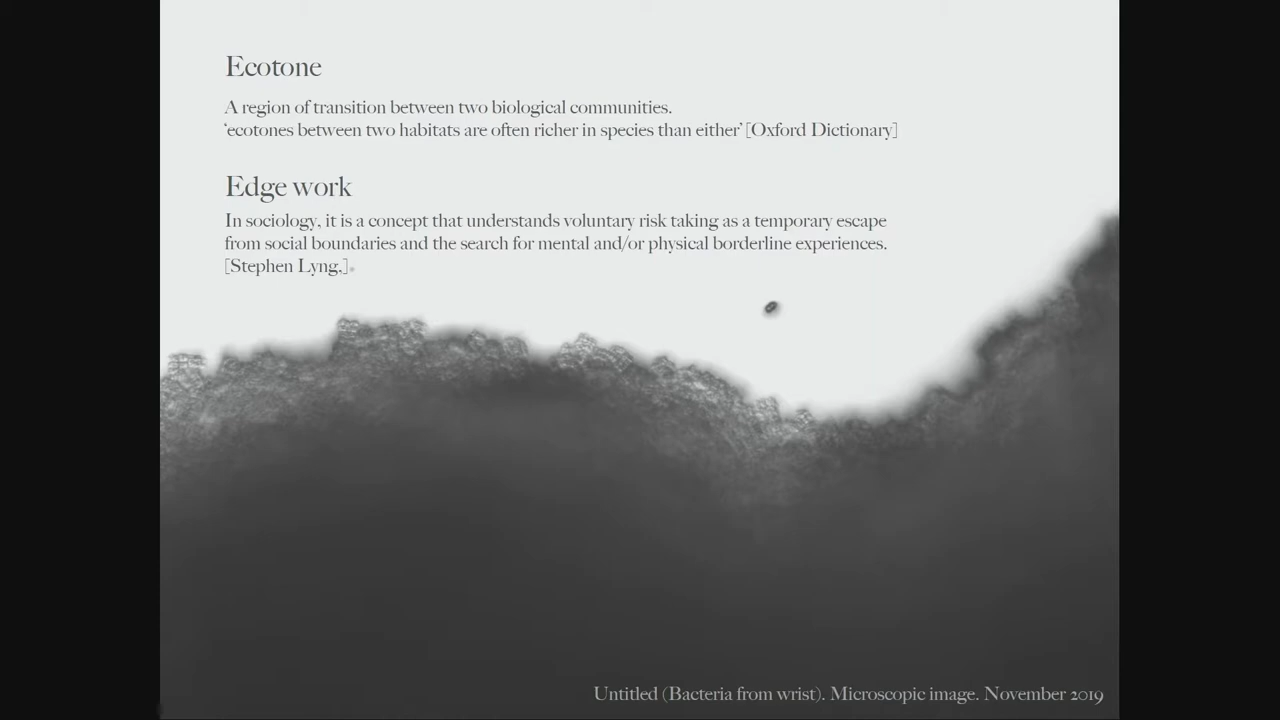 Ecotone
A region of transition between two biological communities.
‘ecotones between two habitats are often richer in species than either’ [Oxford Dictionary]
Edge work
In sociology, it is a concept that understands voluntary risk taking as a temporary escape
from social boundaries and the search for mental and/or physical borderline experiences.
[Stephen Lyng,].
Untitled (Bacteria from wrist). Microscopic image. November 2019